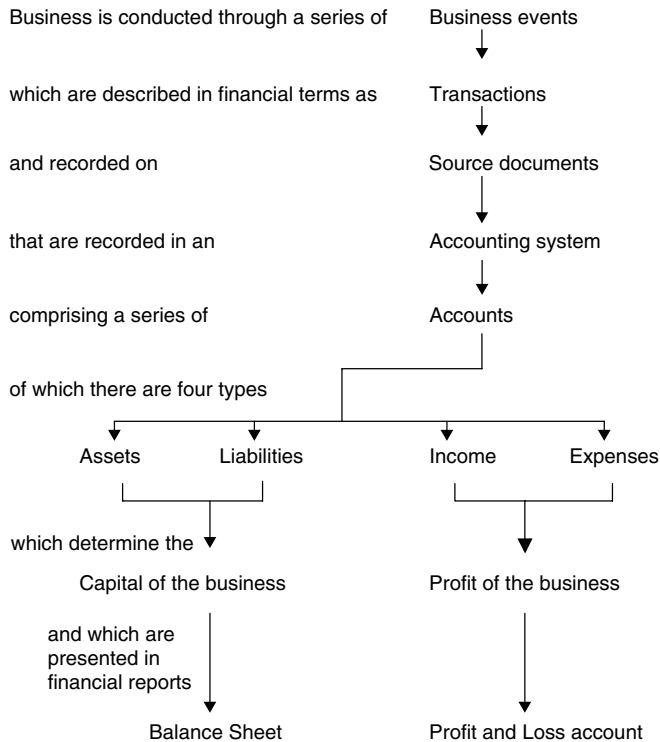 Business is conducted through a series of Business events
which are described in financial terms as Transactions
and recorded on Source documents
that are recorded in an Accounting system
comprising a series of Accounts
of which there are four types
Assets Liabilities Income Expenses
which determine the
Capital of the business Profit of the business
and which are
presented in
financial reports
Balance Sheet Profit and Loss account